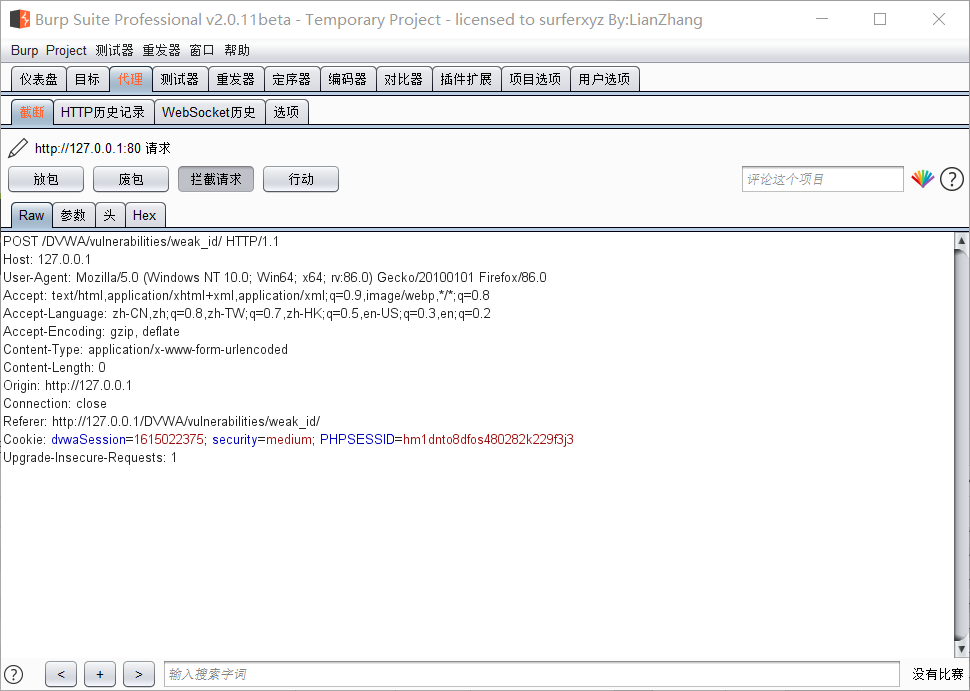 Burp Suite Professional v2.0.11beta - Temporary Project - licensed to surferxyz By:LianZhang
Burp Project 测试器 重发器 窗口 帮助
仪表盘 目标 代理 测试器 重发器 定序器 编码器 对比器 插件扩展 项目选项 用户选项
截断 HTTP历史记录 WebSocket历史 选项
http://127.0.0.1:80 请求
放包 废包 拦截请求 行动 评论这个项目 ?
Raw 参数 头 Hex
POST /DVWA/vulnerabilities/weak_id/ HTTP/1.1
Host: 127.0.0.1
User-Agent: Mozilla/5.0 (Windows NT 10.0; Win64; x64; rv:86.0) Gecko/20100101 Firefox/86.0
Accept: text/html,application/xhtml+xml,application/xml;q=0.9,image/webp,*/*;q=0.8
Accept-Language: zh-CN,zh;q=0.8,zh-TW;q=0.7,zh-HK;q=0.5,en-US;q=0.3,en;q=0.2
Accept-Encoding: gzip, deflate
Content-Type: application/x-www-form-urlencoded
Content-Length: 0
Origin: http://127.0.0.1
Connection: close
Referer: http://127.0.0.1/DVWA/vulnerabilities/weak_id/
Cookie: dvwaSession=1615022375; security=medium; PHPSESSID=hm1dnto8dfos480282k229f3j3
Upgrade-Insecure-Requests: 1
? < + > 输入搜索字词 没有比赛